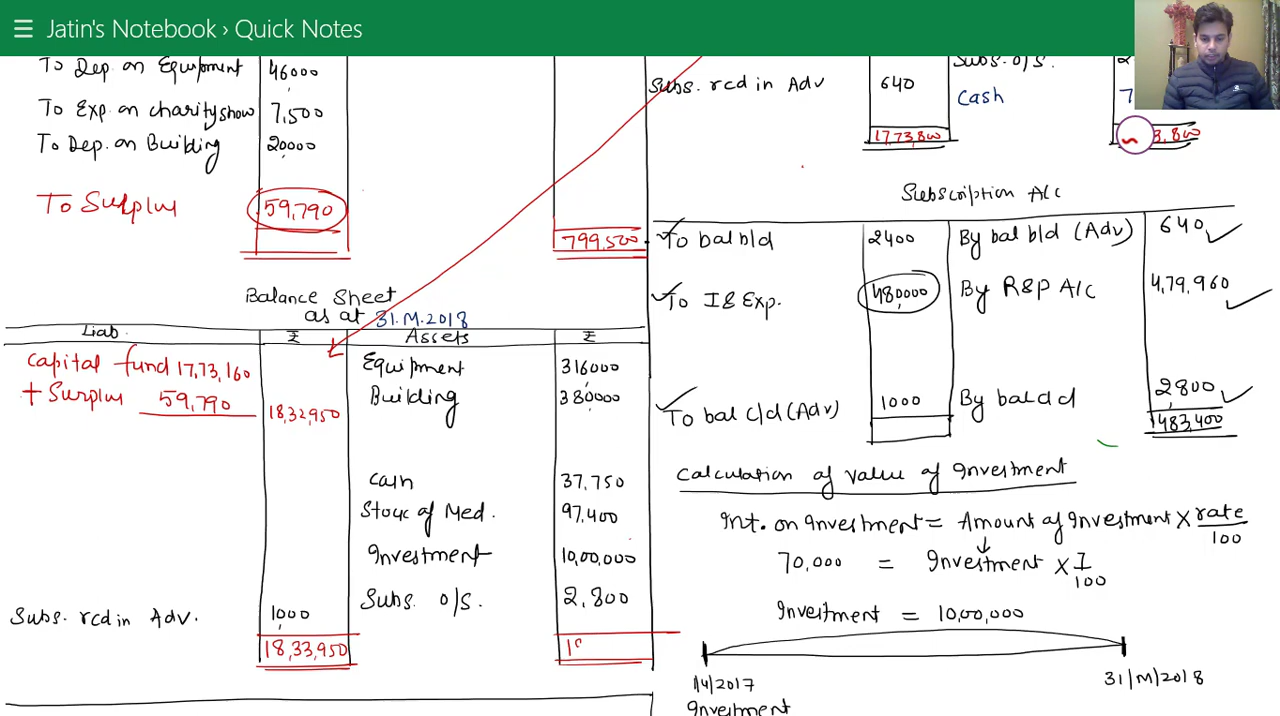 Jatin's Notebook › Quick Notes
To Dep. on Equipment 46000
To Exp. on charity show 7,500
To Dep. on Building 20000
To Surplus 59,790
799,500
Subs. rcd in Adv 640 Subs. o/s.
Cash
17,73,800 3,800
Subscription A/c
To bal b/d 2400 By bal b/d (Adv) 640
To I&Exp. 480000 By R&P A/c 4,79,960
To bal c/d (Adv) 1000 By bal c/d 2800
483,400
Balance Sheet
as at 31.M.2018
Liab. ₹ Assets ₹
Capital fund 17,73,160 Equipment 316000
+ Surplus 59,790 18,32,950 Building 380000
Cash 37,750
Stock of Med. 97,400
Investment 10,00,000
Subs. rcd in Adv. 1000 Subs. o/s. 2,800
18,33,950
Calculation of value of Investment
Int. on Investment = Amount of Investment × rate/100
70,000 = Investment × 7/100
Investment = 10,00,000
1/4/2017 31/M/2018
Investment